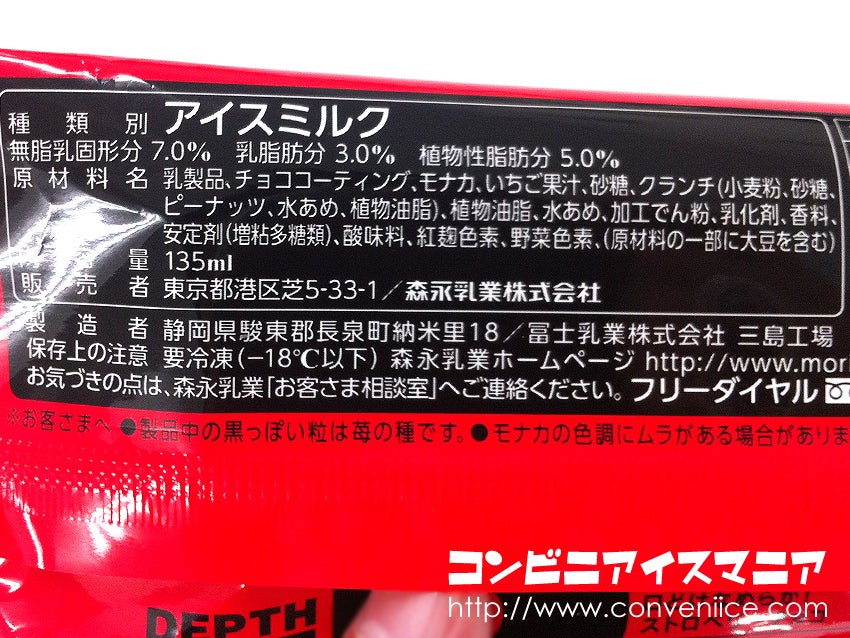 種類別 アイスミルク
無脂乳固形分 7.0% 乳脂肪分 3.0% 植物性脂肪分 5.0%
原材料名 乳製品、チョココーティング、モナカ、いちご果汁、砂糖、クランチ(小麦粉、砂糖、
ピーナッツ、水あめ、植物油脂)、植物油脂、水あめ、加工でん粉、乳化剤、香料、
安定剤(増粘多糖類)、酸味料、紅麹色素、野菜色素、(原材料の一部に大豆を含む)
量 135ml
販売者 東京都港区芝5-33-1/森永乳業株式会社
製造者 静岡県駿東郡長泉町納米里18/冨士乳業株式会社 三島工場
保存上の注意 要冷凍(−18℃以下) 森永乳業ホームページ http://www.mori
お気づきの点は、森永乳業「お客さま相談室」へご連絡ください。フリーダイヤル
※お客さまへ ●製品中の黒っぽい粒は苺の種です。●モナカの色調にムラがある場合がありま
コンビニアイスマニア
http://www.conveniice.com/
DEPTH